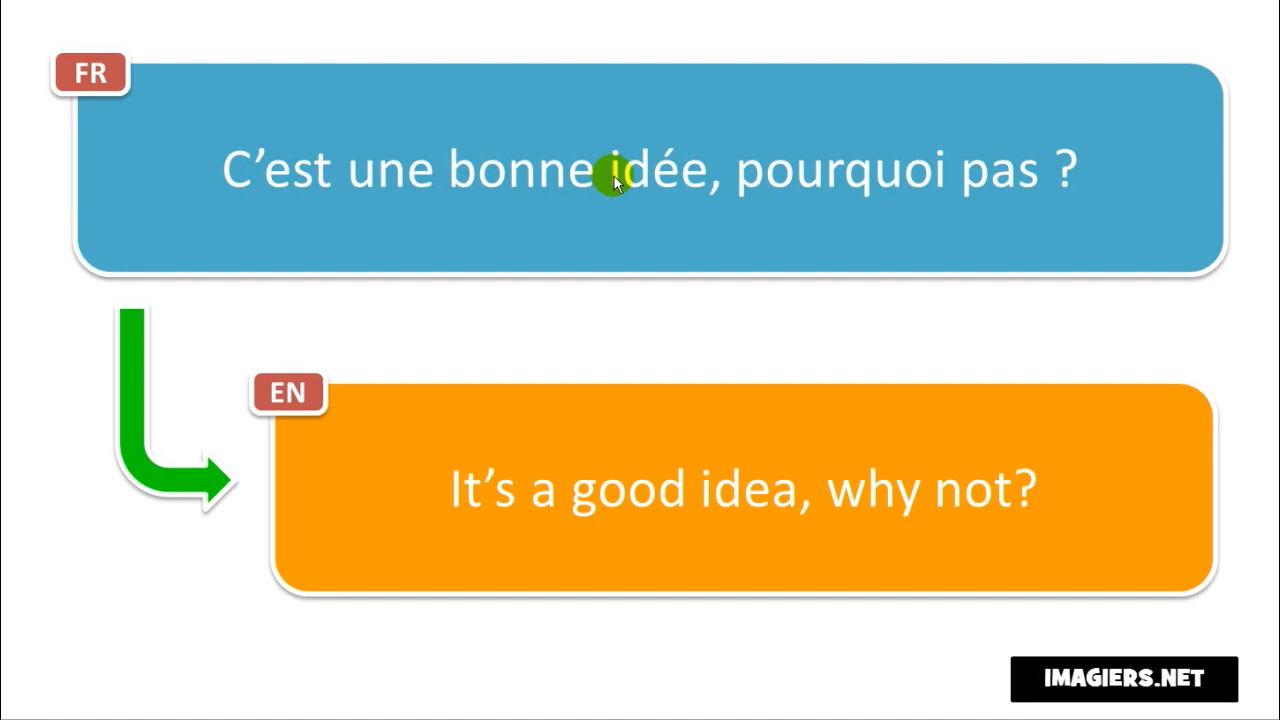 FR
C’est une bonne idée, pourquoi pas ?
EN
It’s a good idea, why not?
IMAGIERS.NET